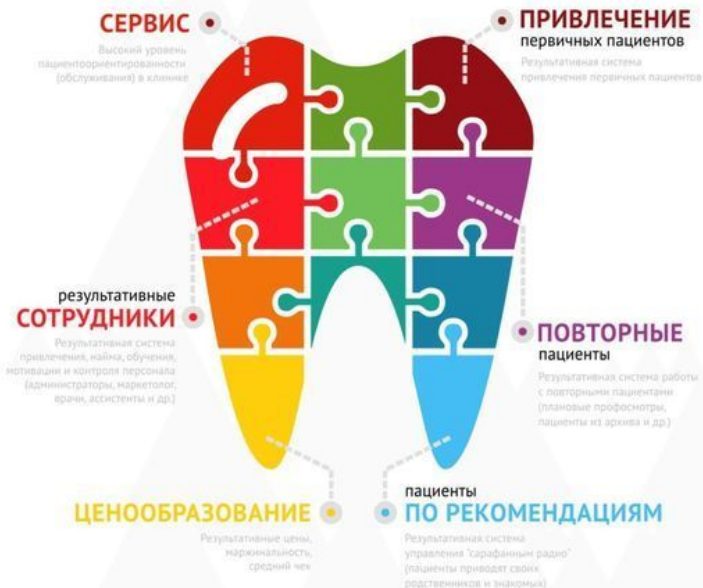 СЕРВИС
Высокий уровень
пациентоориентированности
(обслуживания) в клинике
ПРИВЛЕЧЕНИЕ
первичных пациентов
Результативная система
привлечения первичных пациентов
результативные
СОТРУДНИКИ
Результативная система
привлечения, найма, обучения,
мотивации и контроля персонала
(администраторы, маркетолог,
врачи, ассистенты и др.)
ПОВТОРНЫЕ
пациенты
Результативная система работы
с повторными пациентами
(плановые профосмотры,
пациенты из архива и др.)
ЦЕНООБРАЗОВАНИЕ
Результативные цены,
маржинальность,
средний чек
пациенты
ПО РЕКОМЕНДАЦИЯМ
Результативная система
управления "сарафанным радио"
(пациенты приводят своих
родственников и знакомых)